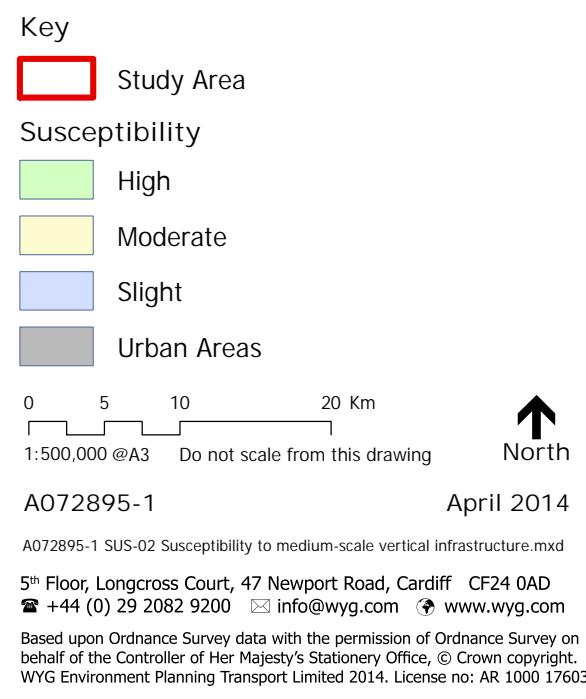 Key
Study Area
Susceptibility
High
Moderate
Slight
Urban Areas
0 5 10 20 Km
1:500,000 @A3 Do not scale from this drawing North
A072895-1 April 2014
A072895-1 SUS-02 Susceptibility to medium-scale vertical infrastructure.mxd
5th Floor, Longcross Court, 47 Newport Road, Cardiff CF24 0AD
☎ +44 (0) 29 2082 9200 ✉ info@wyg.com www.wyg.com
Based upon Ordnance Survey data with the permission of Ordnance Survey on
behalf of the Controller of Her Majesty's Stationery Office, © Crown copyright.
WYG Environment Planning Transport Limited 2014. License no: AR 1000 17603